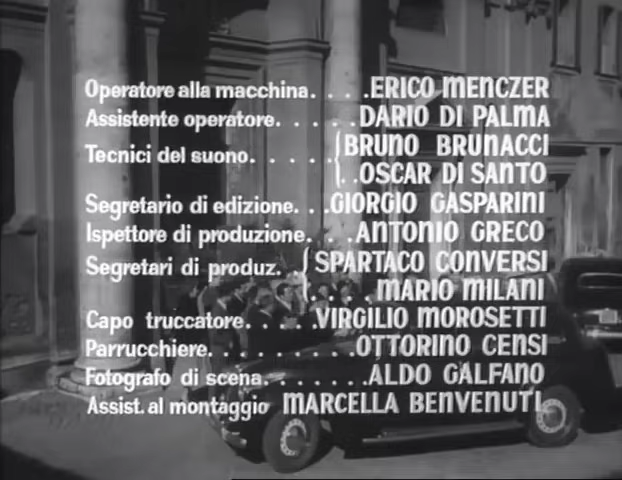 Operatore alla macchina. . . . ERICO MENCZER
Assistente operatore. . . . . . DARIO DI PALMA
Tecnici del suono. . . . . { BRUNO BRUNACCI
. . OSCAR DI SANTO
Segretario di edizione. . . GIORGIO GASPARINI
Ispettore di produzione. . . . ANTONIO GRECO
Segretari di produz. . { SPARTACO CONVERSI
. . . . MARIO MILANI
Capo truccatore. . . . . VIRGILIO MOROSETTI
Parrucchiere. . . . . . . . . . OTTORINO CENSI
Fotografo di scena. . . . . . . ALDO GALFANO
Assist. al montaggio MARCELLA BENVENUTI